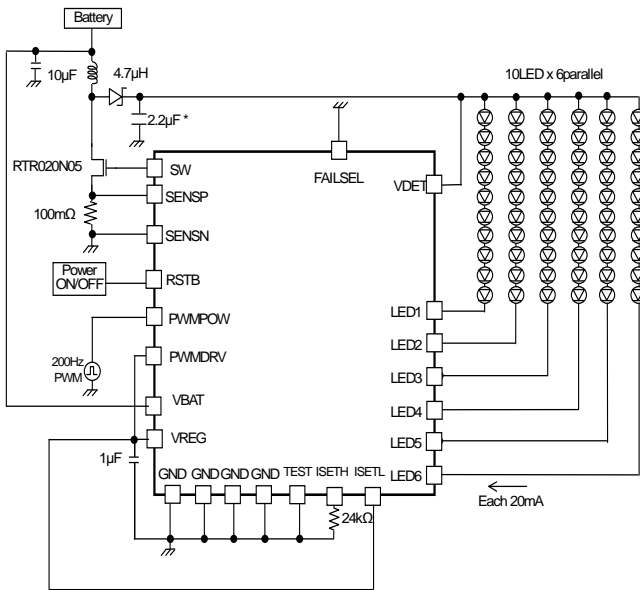 Battery
10µF
4.7µH
10LED x 6parallel
2.2µF *
RTR020N05
SW
FAILSEL
VDET
SENSP
100mΩ
SENSN
Power
ON/OFF
RSTB
LED1
PWMPOW
LED2
200Hz
PWM
PWMDRV
LED3
VBAT
LED4
VREG
LED5
1µF
GND
GND
GND
GND
TEST
ISETH
ISETL
LED6
24kΩ
Each 20mA